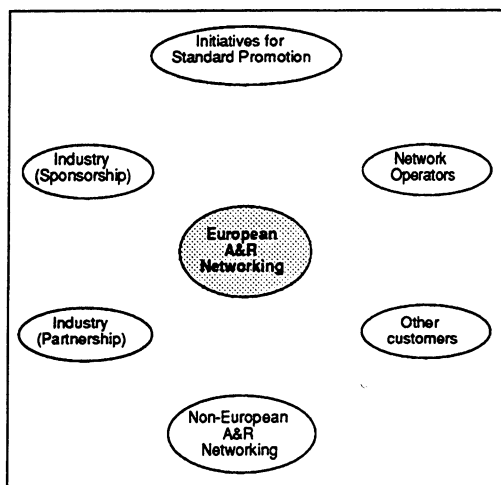 Initiatives for
Standard Promotion
Industry
(Sponsorship)
Network
Operators
European
A&R
Networking
Industry
(Partnership)
Other
customers
Non-European
A&R
Networking